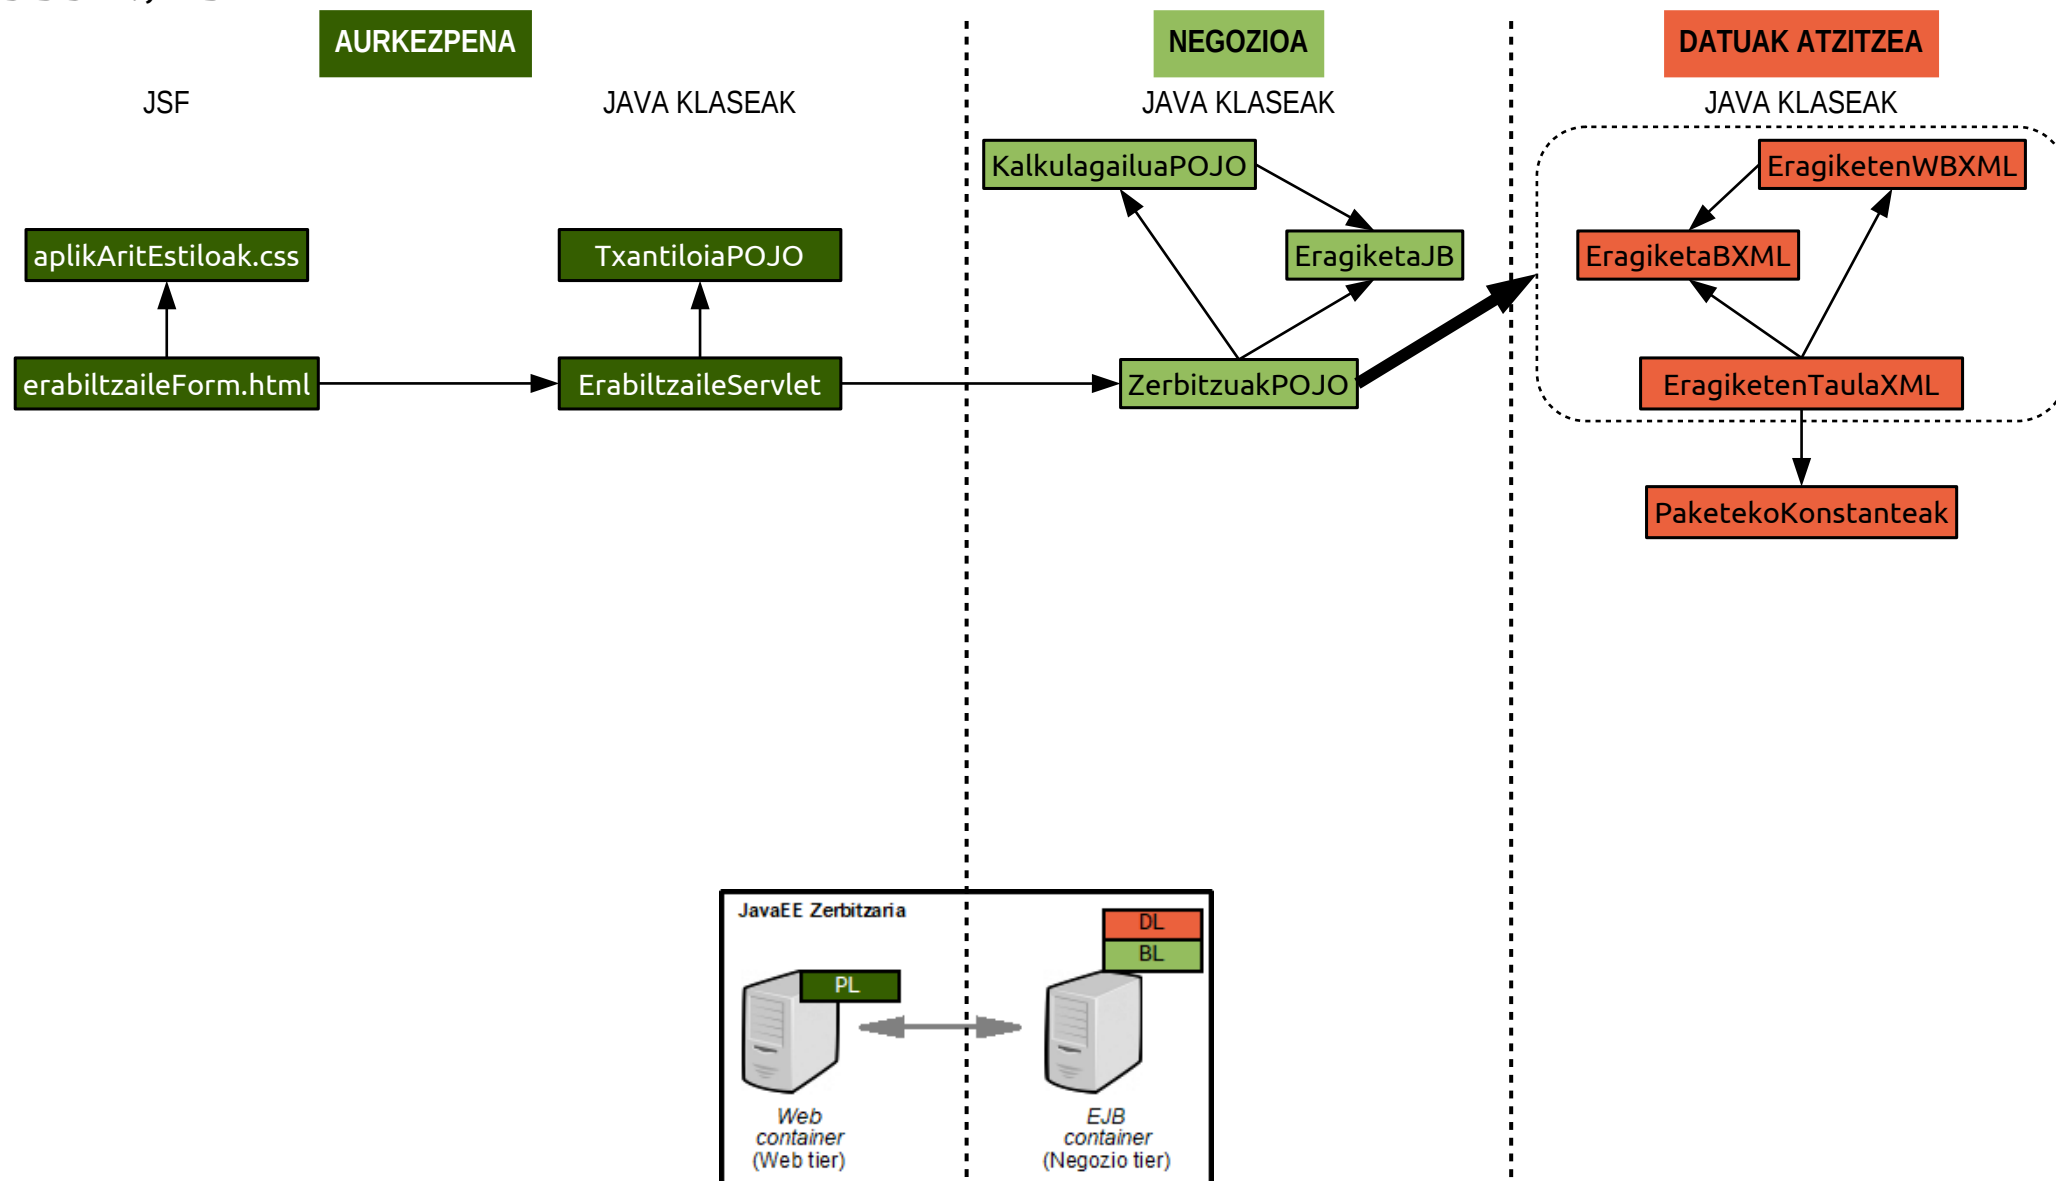 AURKEZPENA
NEGOZIOA
DATUAK ATZITZEA
JSF
JAVA KLASEAK
JAVA KLASEAK
JAVA KLASEAK
KalkulagailuaPOJO
EragiketenWBXML
aplikAritEstiloak.css
TxantiloiaPOJO
EragiketaJB
EragiketaBXML
erabiltzaileForm.html
ErabiltzaileServlet
ZerbitzuakPOJO
EragiketenTaulaXML
PaketekoKonstanteak
JavaEE Zerbitzaria
DL
BL
PL
Web
container
(Web tier)
EJB
container
(Negozio tier)